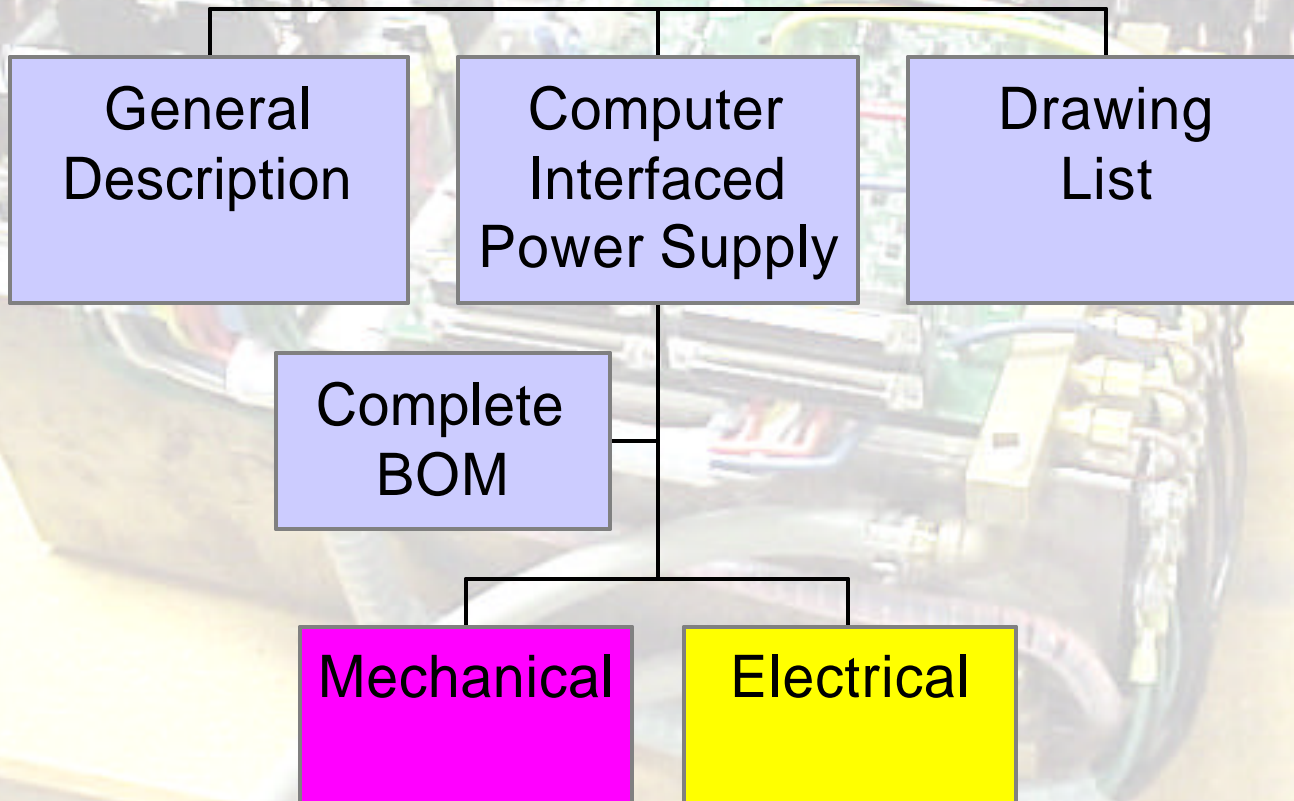 General
Description
Computer
Interfaced
Power Supply
Drawing
List
Complete
BOM
Mechanical
Electrical